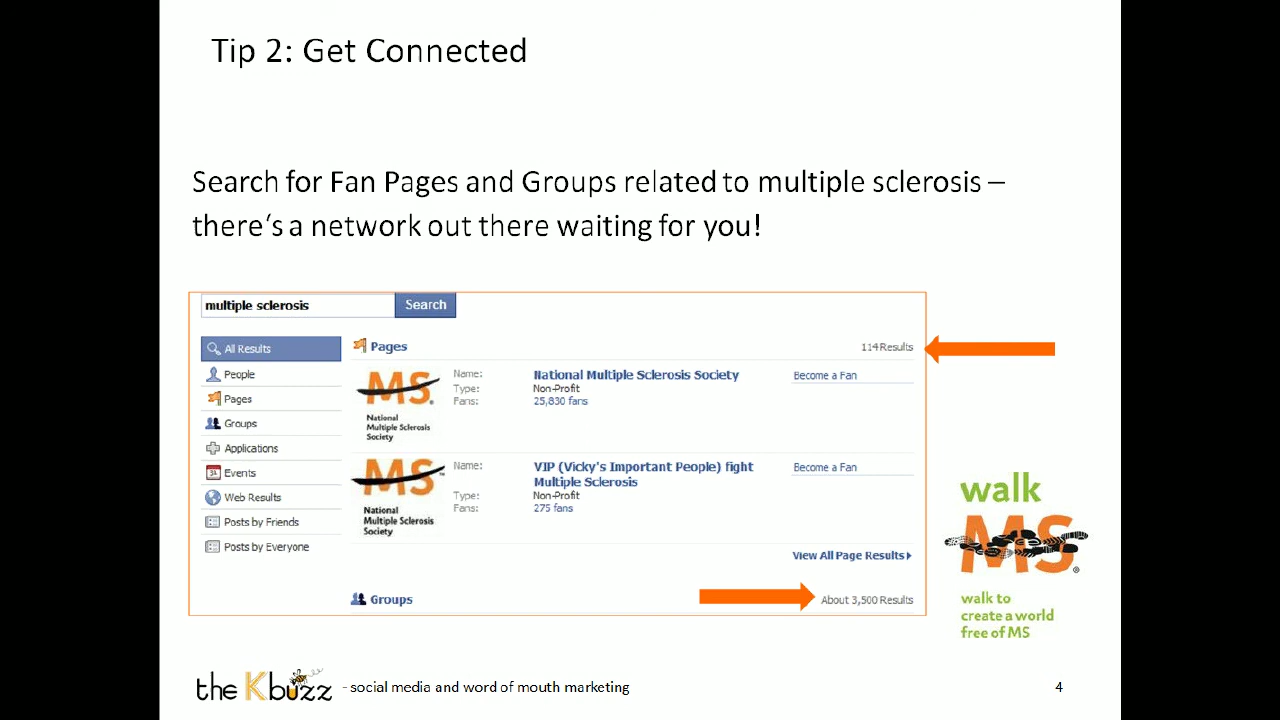 Tip 2: Get Connected
Search for Fan Pages and Groups related to multiple sclerosis –
there's a network out there waiting for you!
multiple sclerosis
Search
All Results
People
Pages
Groups
Applications
31
Events
Web Results
Posts by Friends
Posts by Everyone
Pages
114 Results
MS®
National
Multiple Sclerosis
Society
Name: National Multiple Sclerosis Society
Type: Non-Profit
Fans: 25,830 fans
Become a Fan
MS™
National
Multiple Sclerosis
Society
Name: VIP (Vicky's Important People) fight
Multiple Sclerosis
Type: Non-Profit
Fans: 275 fans
Become a Fan
View All Page Results
Groups
About 3,500 Results
walk
MS®
walk to
create a world
free of MS
the Kbuzz - social media and word of mouth marketing
4